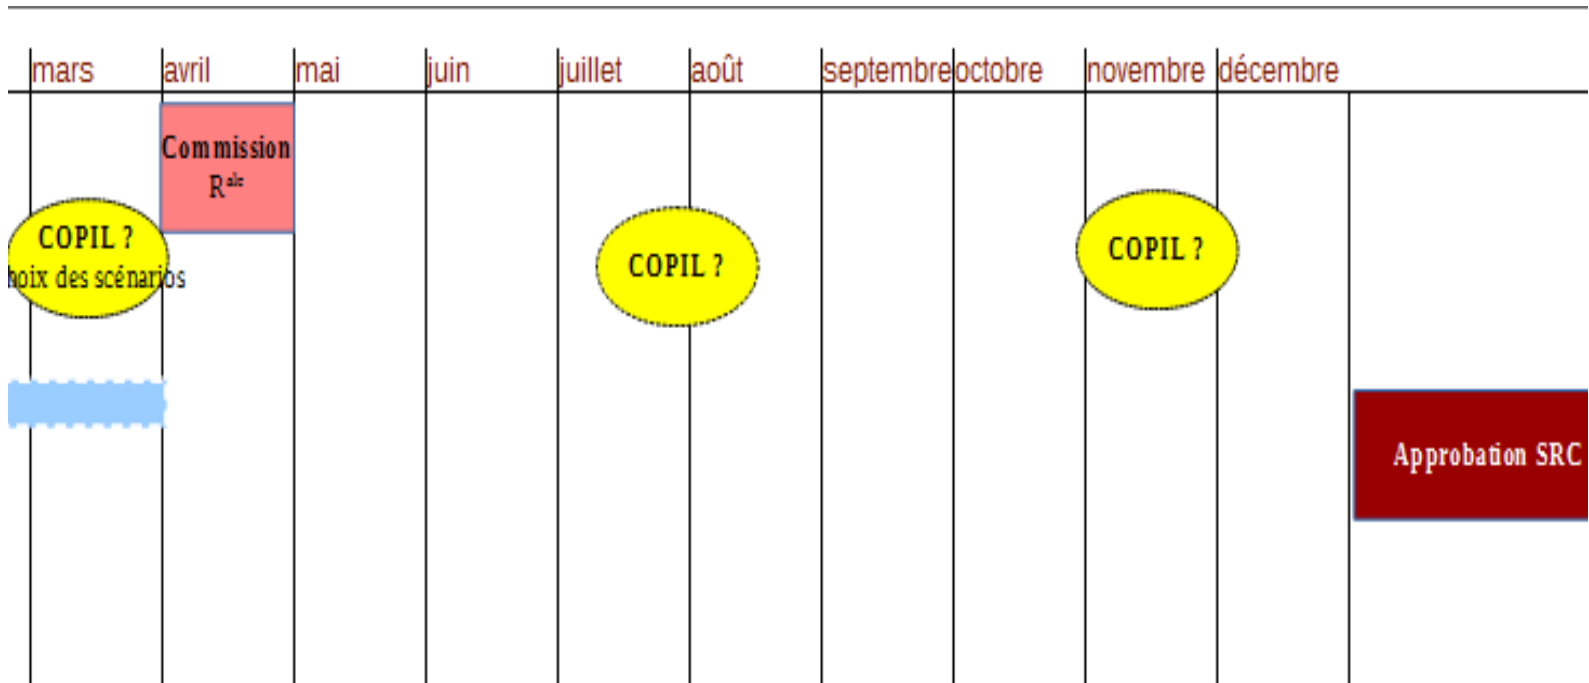 mars avril mai juin juillet août septembre octobre novembre décembre
Commission
Rale
COPIL ?
hoix des scénarios
COPIL ?
COPIL ?
Approbation SRC